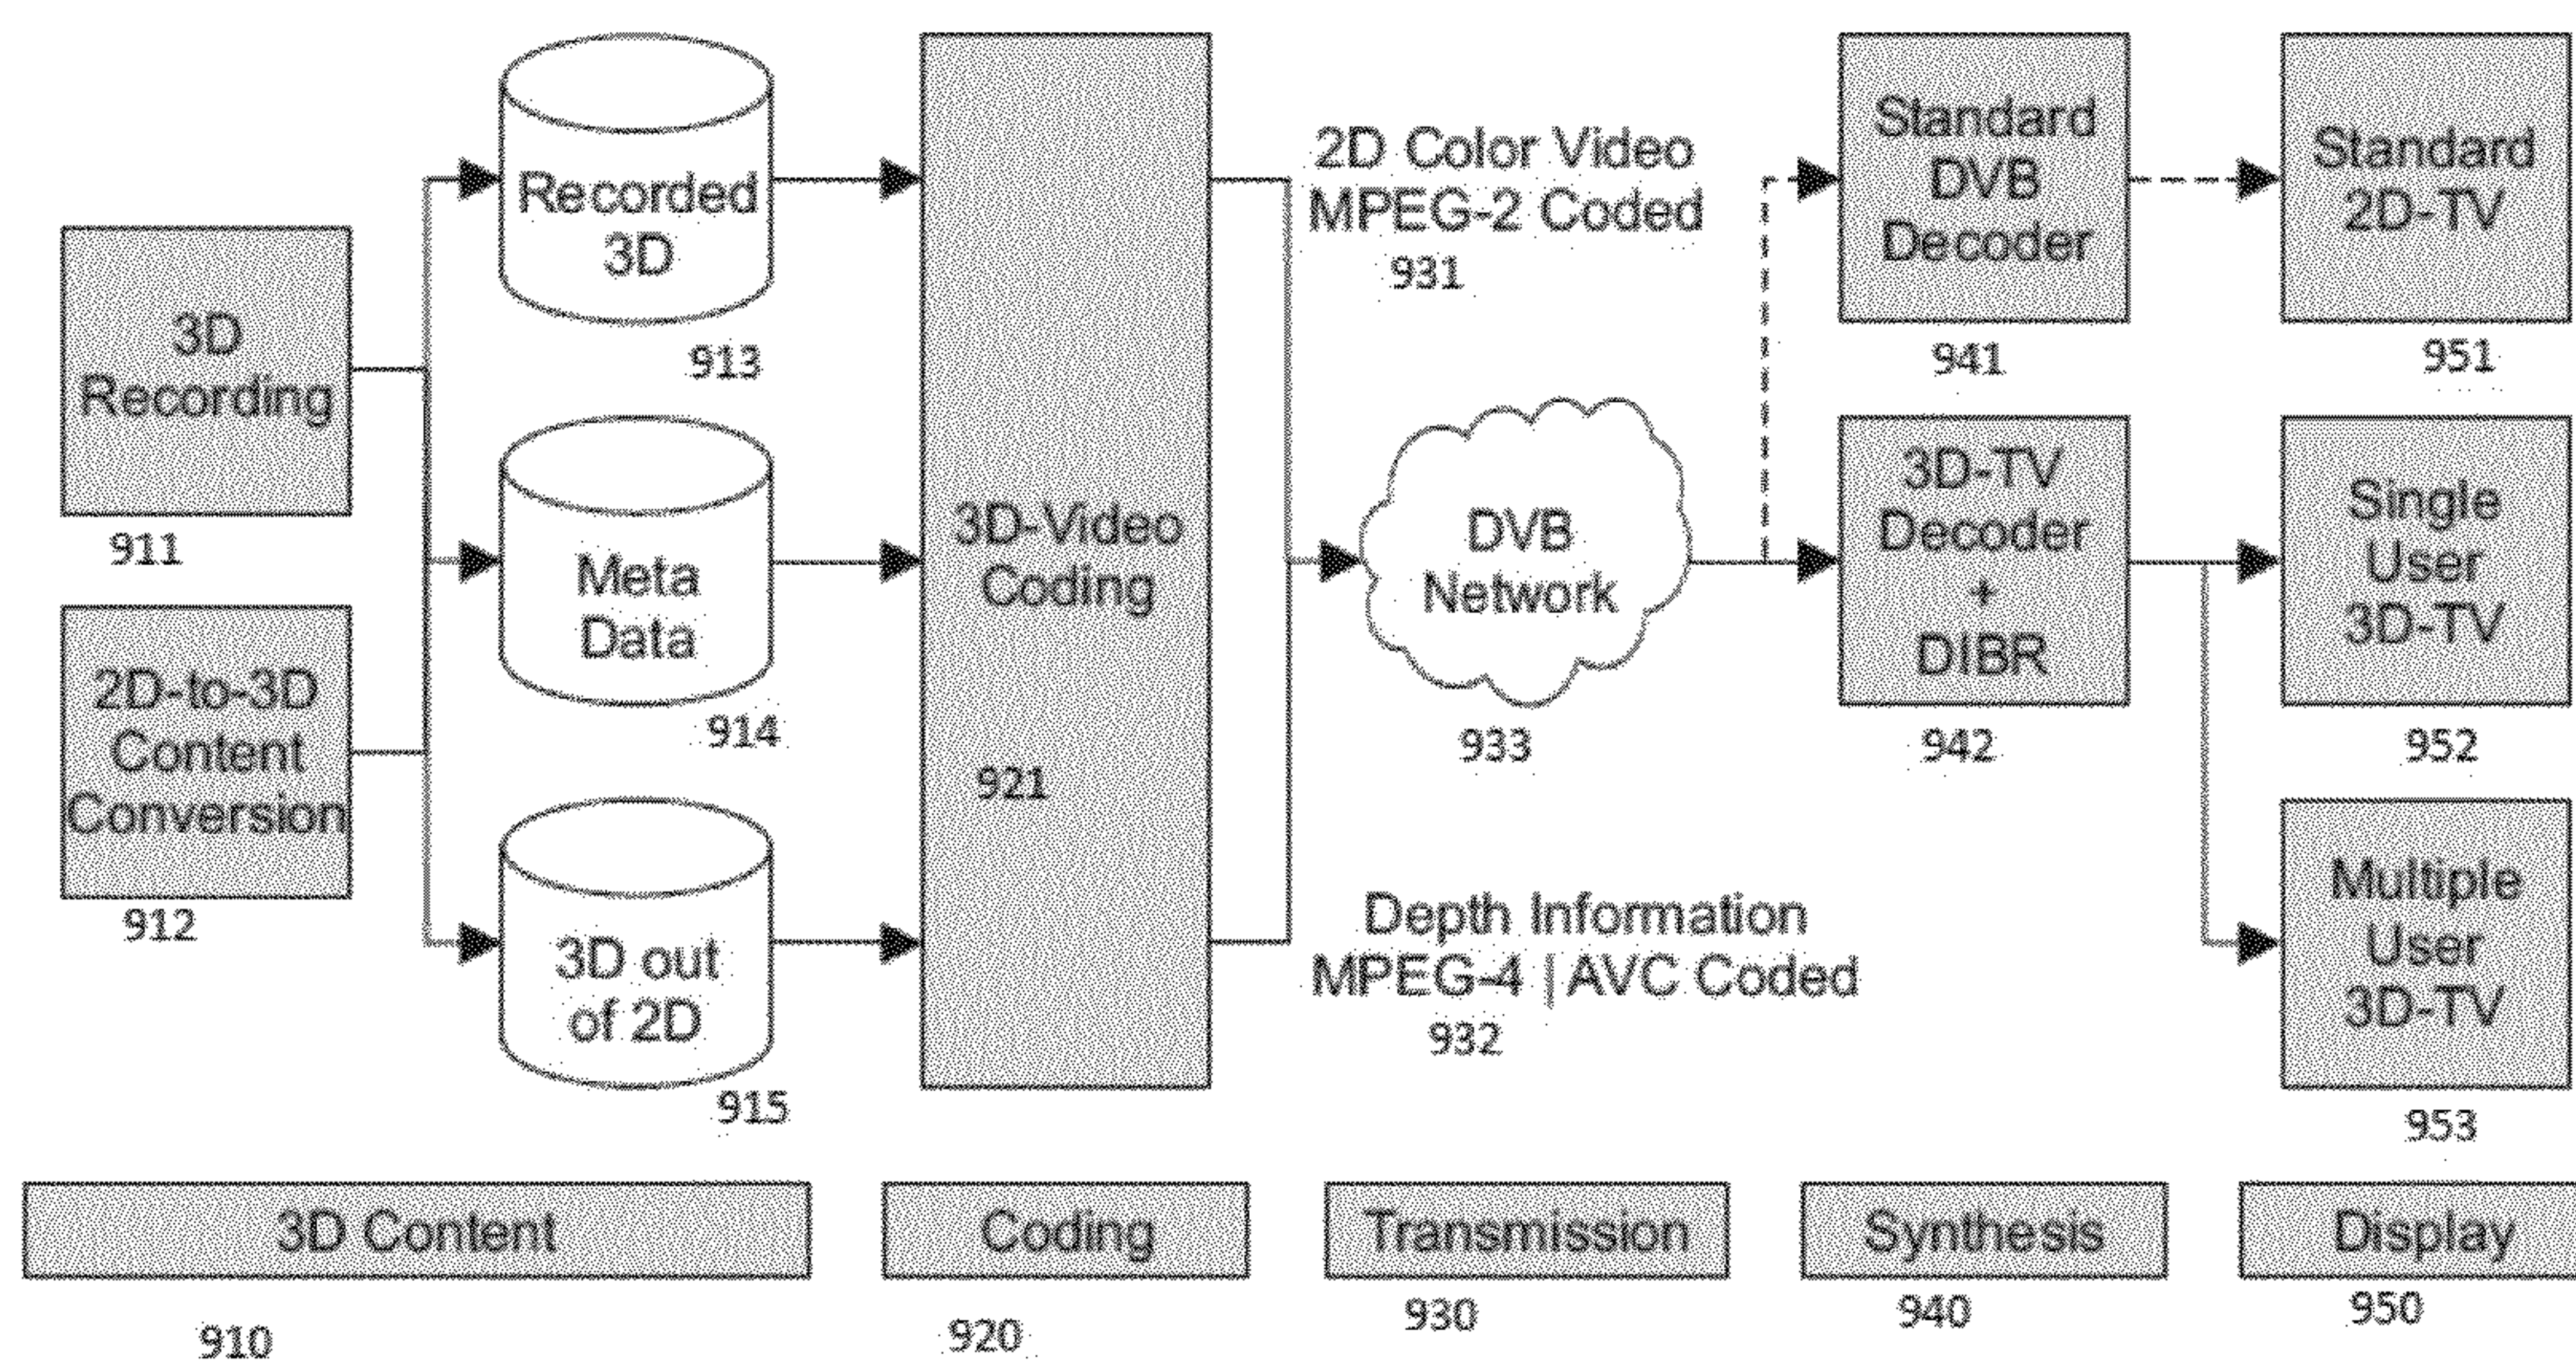 3D
Recording
911
2D-to-3D
Content
Conversion
912
Recorded
3D
913
Meta
Data
914
3D out
of 2D
915
3D-Video
Coding
921
2D Color Video
MPEG-2 Coded
931
DVB
Network
933
Depth Information
MPEG-4 | AVC Coded
932
Standard
DVB
Decoder
941
3D-TV
Decoder
+
DIBR
942
Standard
2D-TV
951
Single
User
3D-TV
952
Multiple
User
3D-TV
953
3D Content
910
Coding
920
Transmission
930
Synthesis
940
Display
950